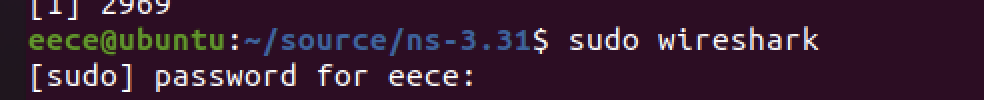 [1] 2969
eece@ubuntu:~/source/ns-3.31$ sudo wireshark
[sudo] password for eece: